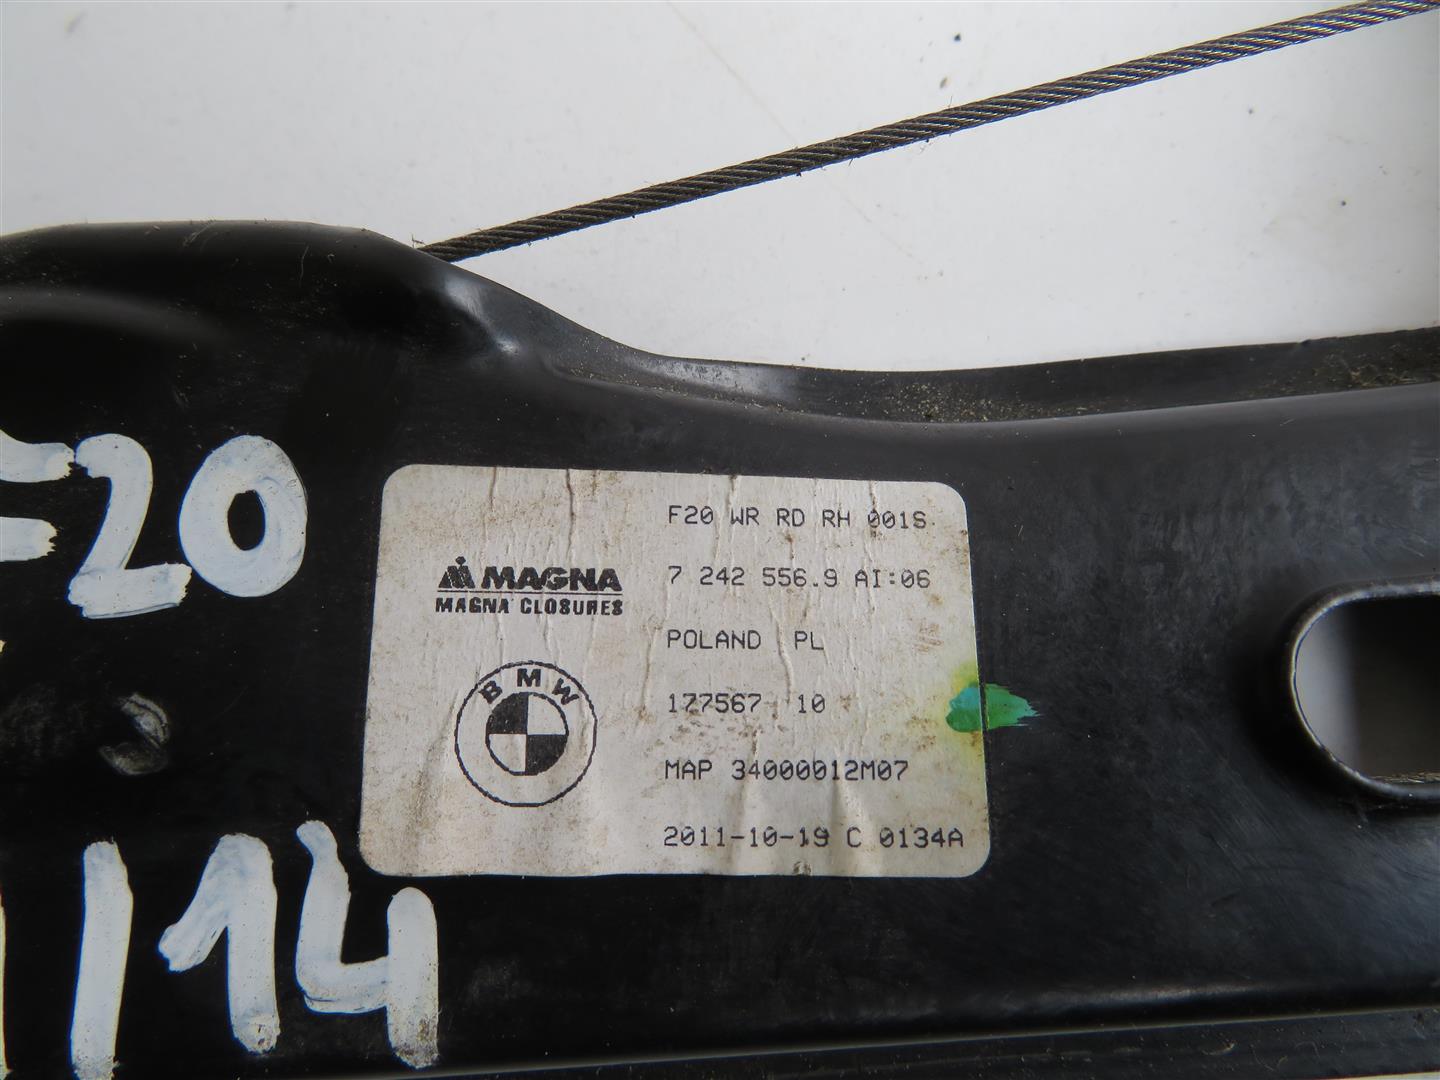 F20
F20 WR RD RH 001S
MAGNA
7 242 556.9 AI:06
MAGNA CLOSURES
POLAND PL
BMW
177567 10
MAP 34000012M07
2011-10-19 C 0134A
/14